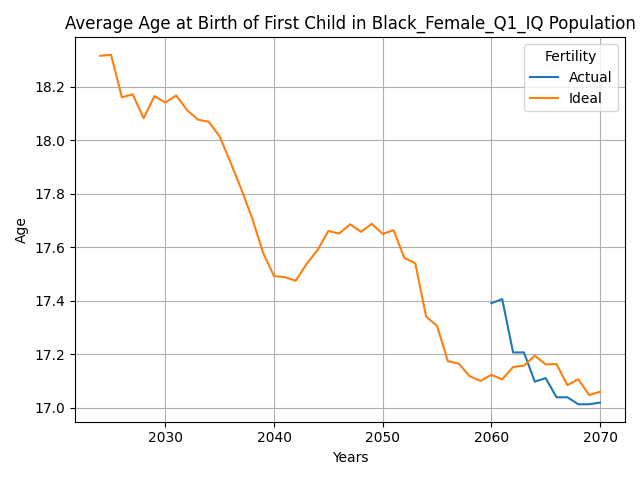 Average Age at Birth of First Child in Black_Female_Q1_IQ Population
Fertility
Actual
Ideal
Age
18.2
18.0
17.8
17.6
17.4
17.2
17.0
2030
2040
2050
2060
2070
Years